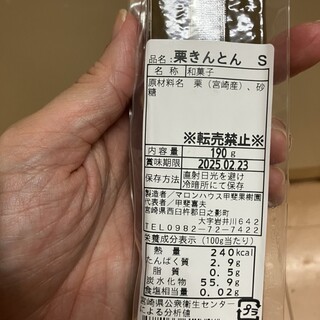 品名: 栗きんとん S
名 称 和菓子
原材料名 栗(宮崎産)、砂
糖
※転売禁止※
190g
賞味期限 2025.02.23
保存方法 直射日光を避け
冷暗所にて保存
製造者/マロンハウス甲斐果樹園
代表者/甲斐喜夫
宮崎県西臼杵郡日之影町
大字岩井川642
TEL0982-72-7422
栄養成分表示(100g当たり)
熱 量 240kcal
たんぱく質 2.9g
脂 質 0.5g
炭水化物 55.9g
食塩相当量 0.02g
宮崎県公衆衛生センター
による分析値
プラ